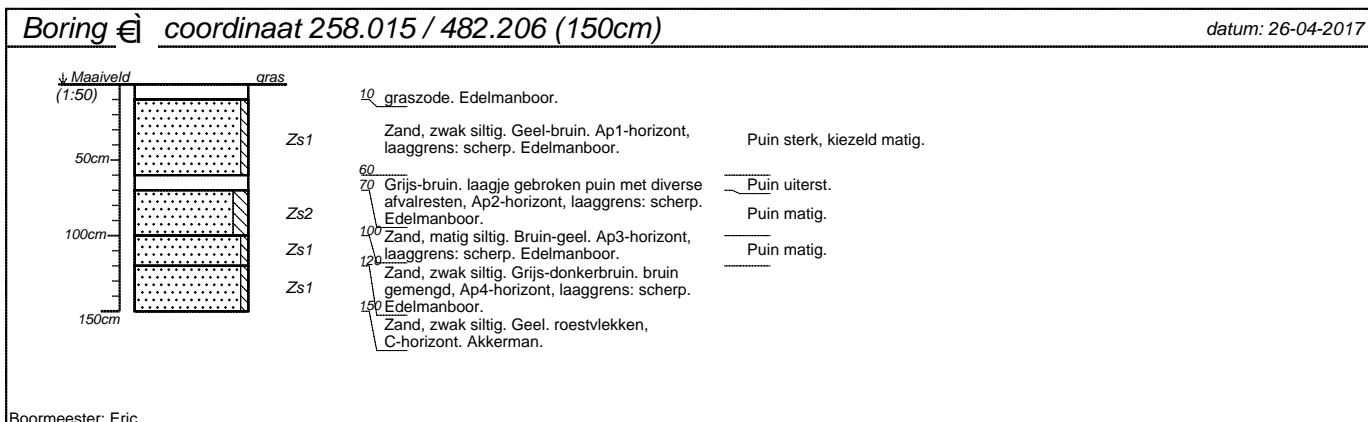 Boring €Ì coordinaat 258.015 / 482.206 (150cm)
datum: 26-04-2017
Maaiveld
gras
(1:50)
50cm
100cm
150cm
Zs1
Zs2
Zs1
Zs1
10 graszode. Edelmanboor.
Zand, zwak siltig. Geel-bruin. Ap1-horizont,
laaggrens: scherp. Edelmanboor.
Puin sterk, kiezeld matig.
60
70 Grijs-bruin. laagje gebroken puin met diverse
afvalresten, Ap2-horizont, laaggrens: scherp.
Edelmanboor.
Puin uiterst.
Puin matig.
100 Zand, matig siltig. Bruin-geel. Ap3-horizont,
laaggrens: scherp. Edelmanboor.
Puin matig.
120
Zand, zwak siltig. Grijs-donkerbruin. bruin
gemengd, Ap4-horizont, laaggrens: scherp.
150 Edelmanboor.
Zand, zwak siltig. Geel. roestvlekken,
C-horizont. Akkerman.
Boormeester: Eric